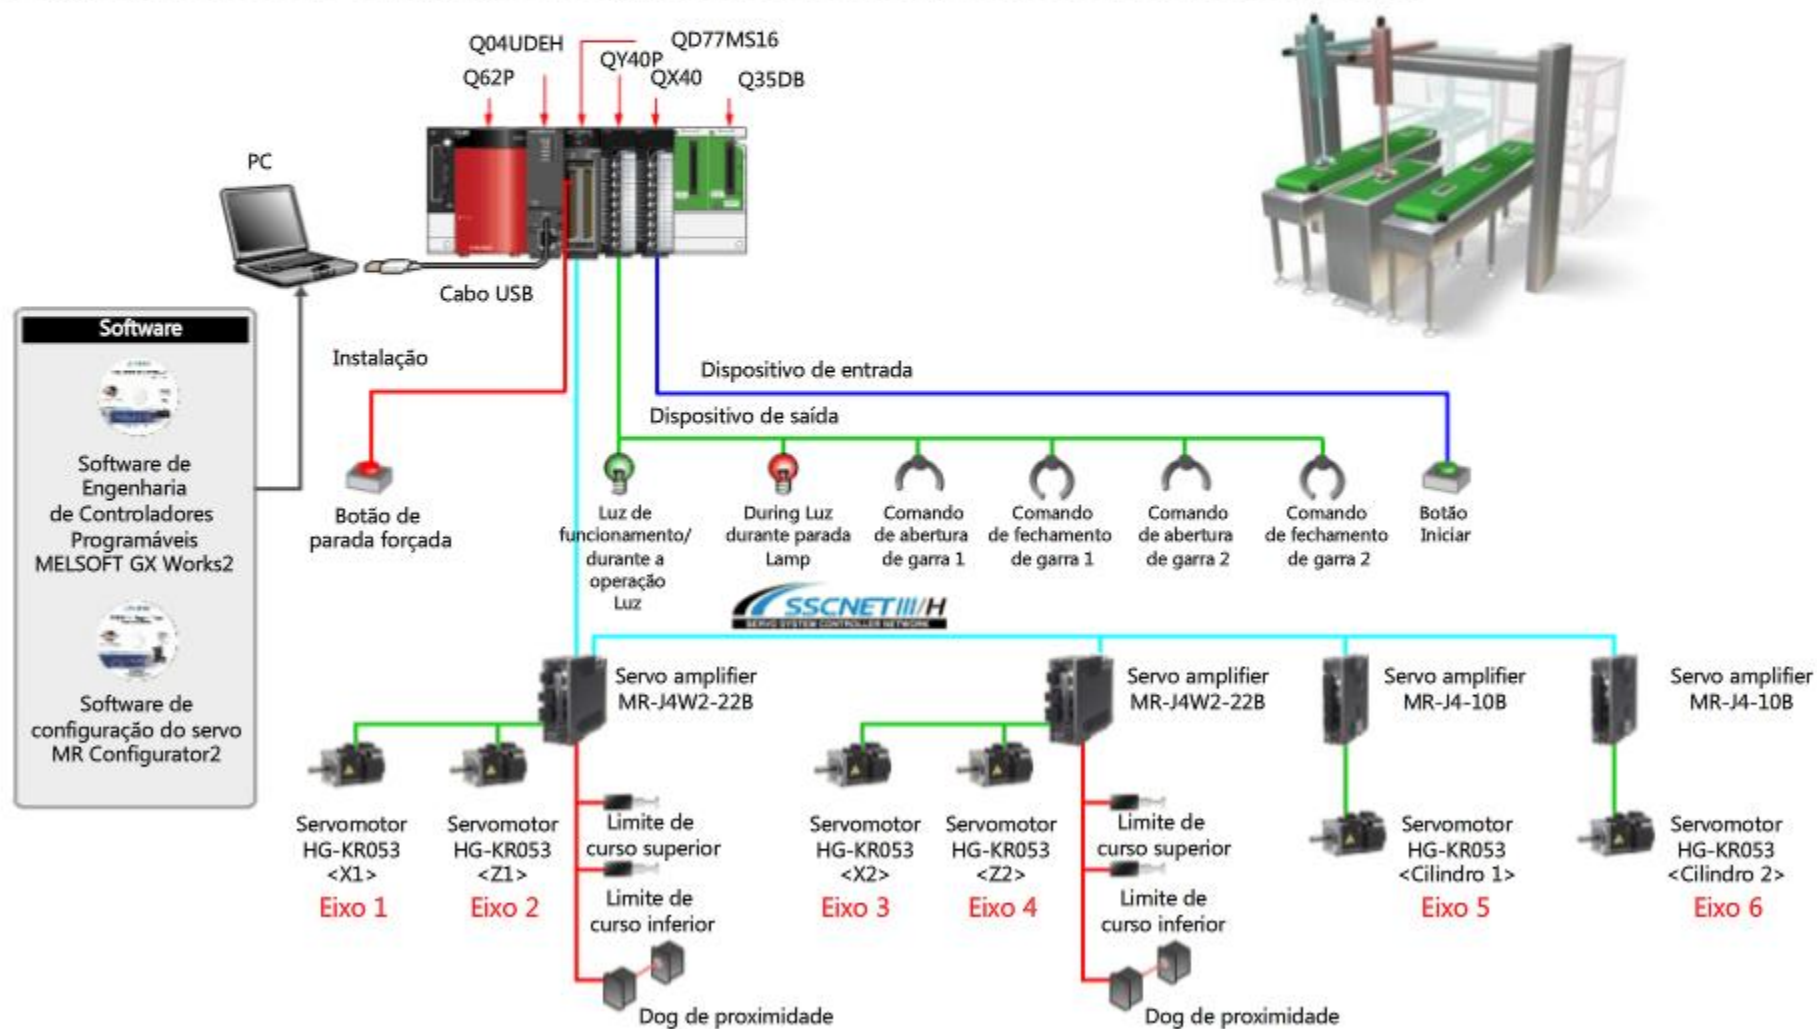 Q04UDEH
QD77MS16
QY40P
Q62P
QX40
Q35DB
PC
Cabo USB
Software
Software de
Engenharia
de Controladores
Programáveis
MELSOFT GX Works2
Software de
configuração do servo
MR Configurator2
Instalação
Botão de
parada forçada
Dispositivo de entrada
Dispositivo de saída
Luz de
funcionamento/
durante a
operação
Luz
During Luz
durante parada
Lamp
Comando
de abertura
de garra 1
Comando
de fechamento
de garra 1
Comando
de abertura
de garra 2
Comando
de fechamento
de garra 2
Botão
Iniciar
SSCNETIII/H
SERVO SYSTEM CONTROLLER NETWORK
Servo amplifier
MR-J4W2-22B
Servo amplifier
MR-J4W2-22B
Servo amplifier
MR-J4-10B
Servo amplifier
MR-J4-10B
Servomotor
HG-KR053
<X1>
Eixo 1
Servomotor
HG-KR053
<Z1>
Eixo 2
Limite de
curso superior
Limite de
curso inferior
Dog de proximidade
Servomotor
HG-KR053
<X2>
Eixo 3
Servomotor
HG-KR053
<Z2>
Eixo 4
Limite de
curso superior
Limite de
curso inferior
Dog de proximidade
Servomotor
HG-KR053
<Cilindro 1>
Eixo 5
Servomotor
HG-KR053
<Cilindro 2>
Eixo 6